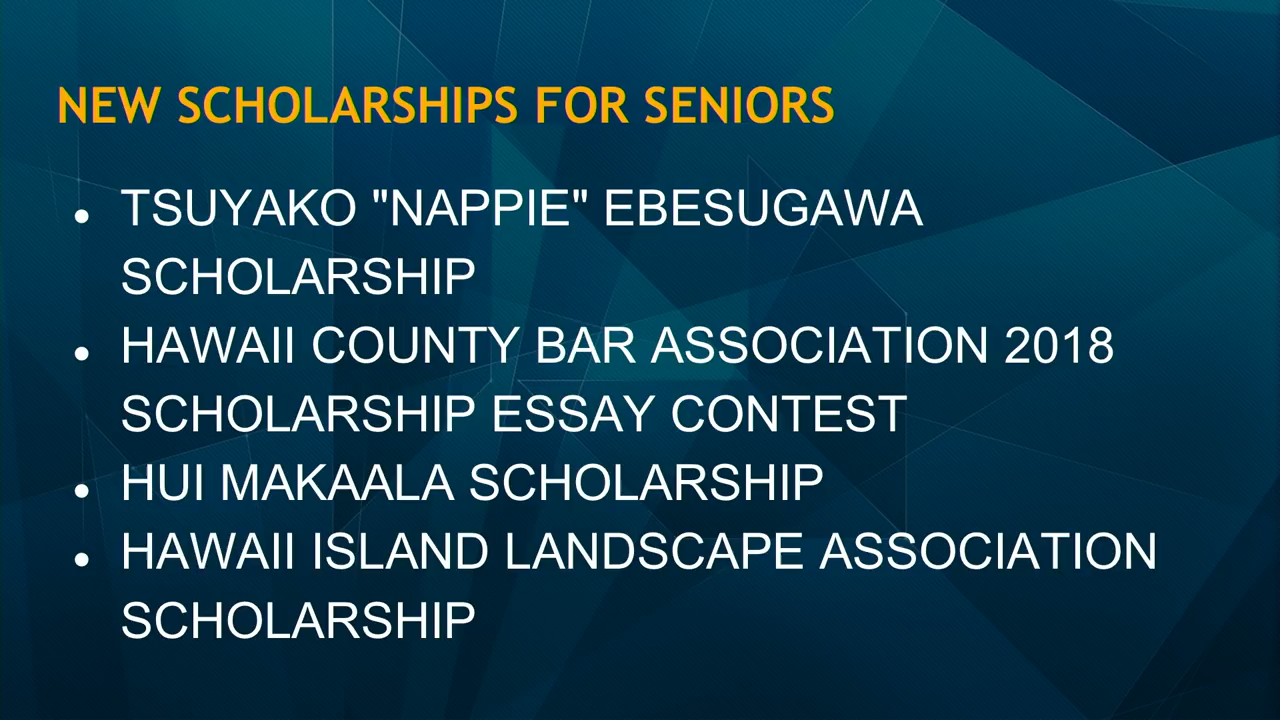 NEW SCHOLARSHIPS FOR SENIORS
• TSUYAKO "NAPPIE" EBESUGAWA
SCHOLARSHIP
• HAWAII COUNTY BAR ASSOCIATION 2018
SCHOLARSHIP ESSAY CONTEST
• HUI MAKAALA SCHOLARSHIP
• HAWAII ISLAND LANDSCAPE ASSOCIATION
SCHOLARSHIP